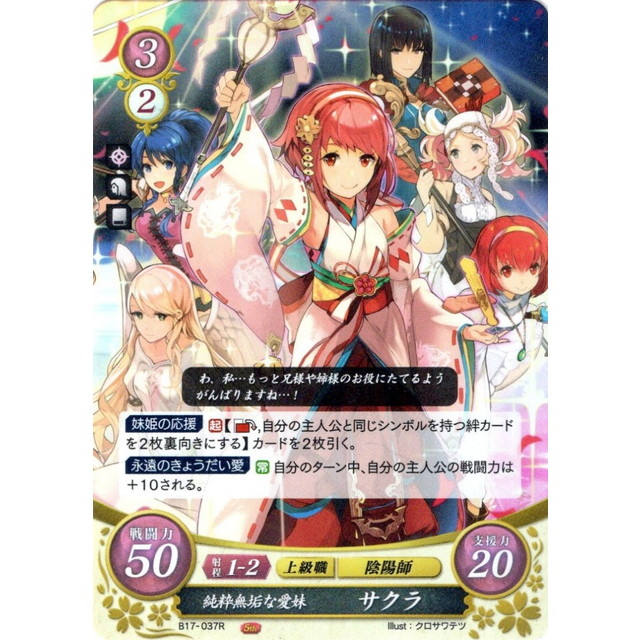 3
2
わ、私…もっと兄様や姉様のお役にたてるよう
がんばりますね…!
妹姫の応援 起【 ,自分の主人公と同じシンボルを持つ絆カード
を2枚裏向きにする】カードを2枚引く。
永遠のきょうだい愛 常 自分のターン中、自分の主人公の戦闘力は
+10される。
戦闘力
50
射程 1-2 上級職 陰陽師
支援力
20
純粋無垢な愛妹 サクラ
B17-037R 5th Illust:クロサワテツ